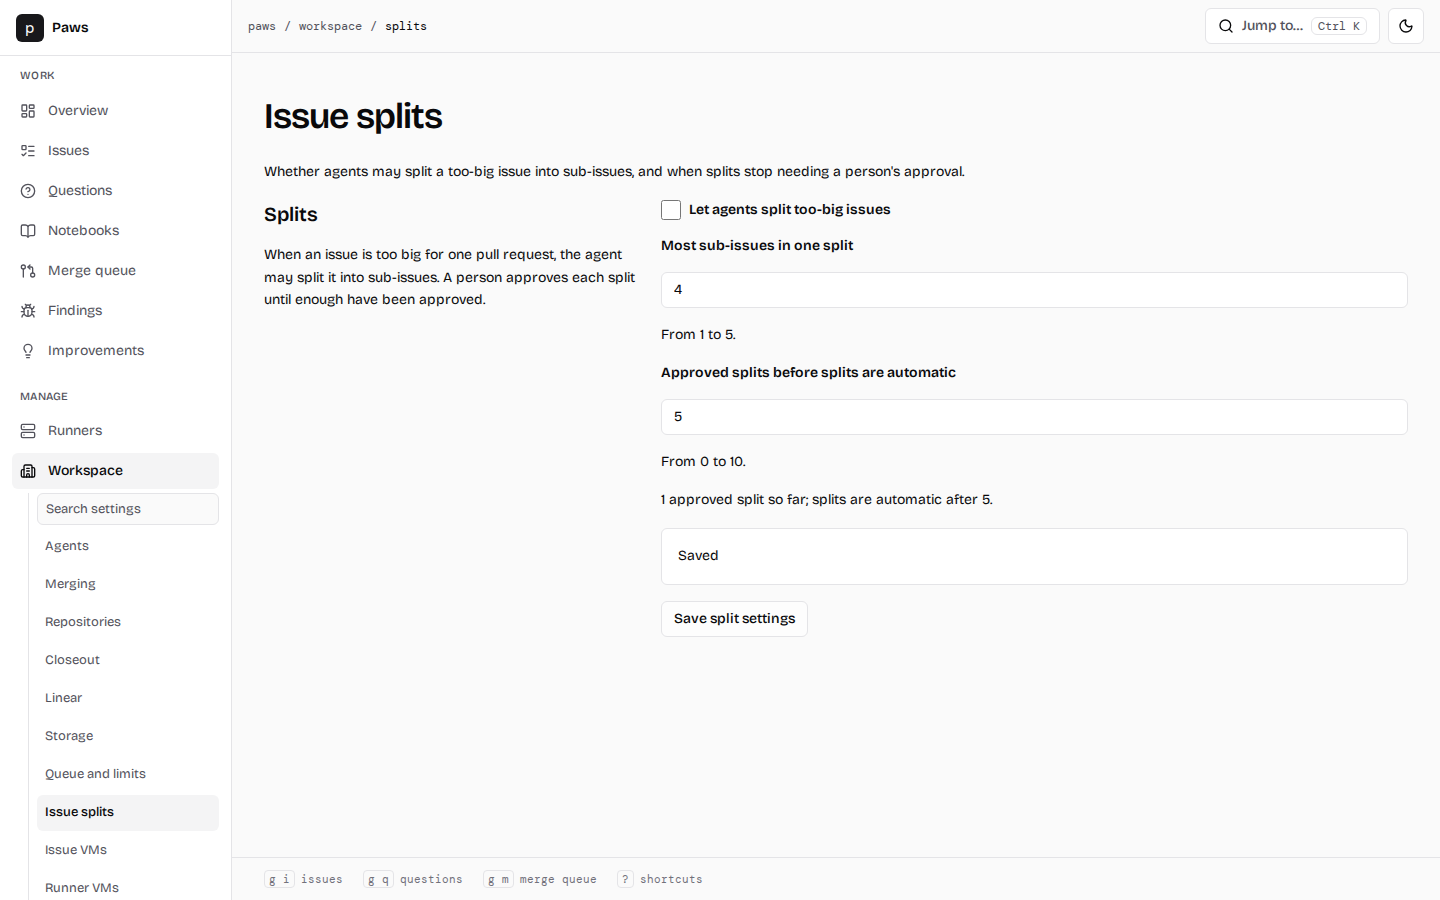 p Paws
WORK
Overview
Issues
Questions
Notebooks
Merge queue
Findings
Improvements
MANAGE
Runners
Workspace
Search settings
Agents
Merging
Repositories
Closeout
Linear
Storage
Queue and limits
Issue splits
Issue VMs
Runner VMs
paws / workspace / splits
Jump to... Ctrl K
Issue splits
Whether agents may split a too-big issue into sub-issues, and when splits stop needing a person's approval.
Splits
When an issue is too big for one pull request, the agent
may split it into sub-issues. A person approves each split
until enough have been approved.
Let agents split too-big issues
Most sub-issues in one split
4
From 1 to 5.
Approved splits before splits are automatic
5
From 0 to 10.
1 approved split so far; splits are automatic after 5.
Saved
Save split settings
g i issues g q questions g m merge queue ? shortcuts